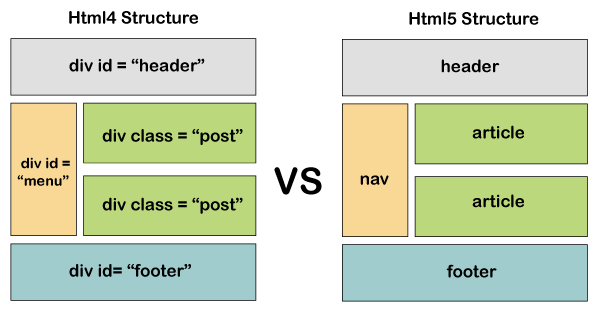 Html4 Structure
div id = “header”
div id =
“menu”
div class = “post”
div class = “post”
div id= “footer”
VS
Html5 Structure
header
nav
article
article
footer